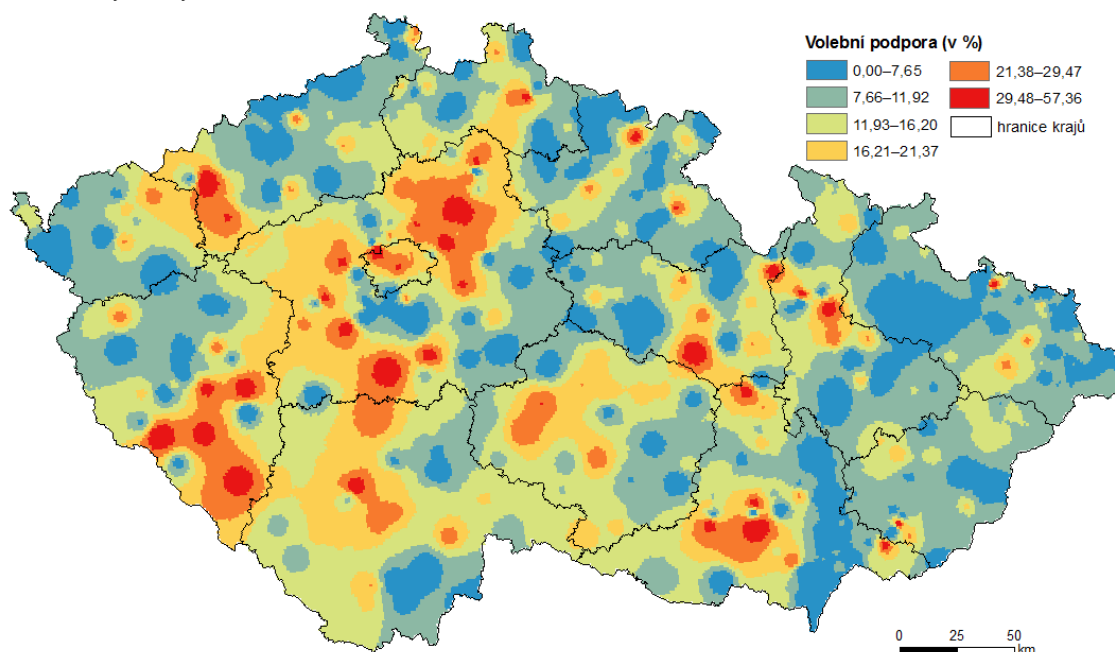 Volební podpora (v %)
0,00–7,65
7,66–11,92
11,93–16,20
16,21–21,37
21,38–29,47
29,48–57,36
hranice krajů
0 25 50
km